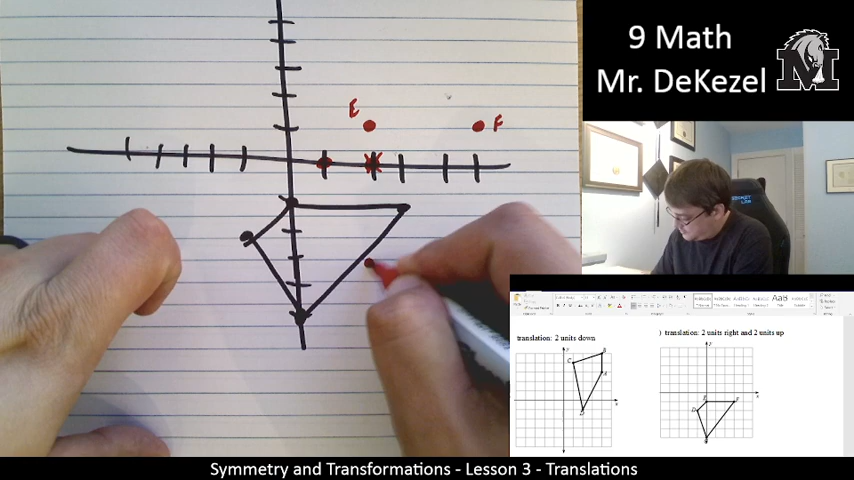 9 Math
Mr. DeKezel
M
E
F
translation: 2 units down
) translation: 2 units right and 2 units up
y
C
B
A
D
x
y
E
F
D
x
Symmetry and Transformations - Lesson 3 - Translations